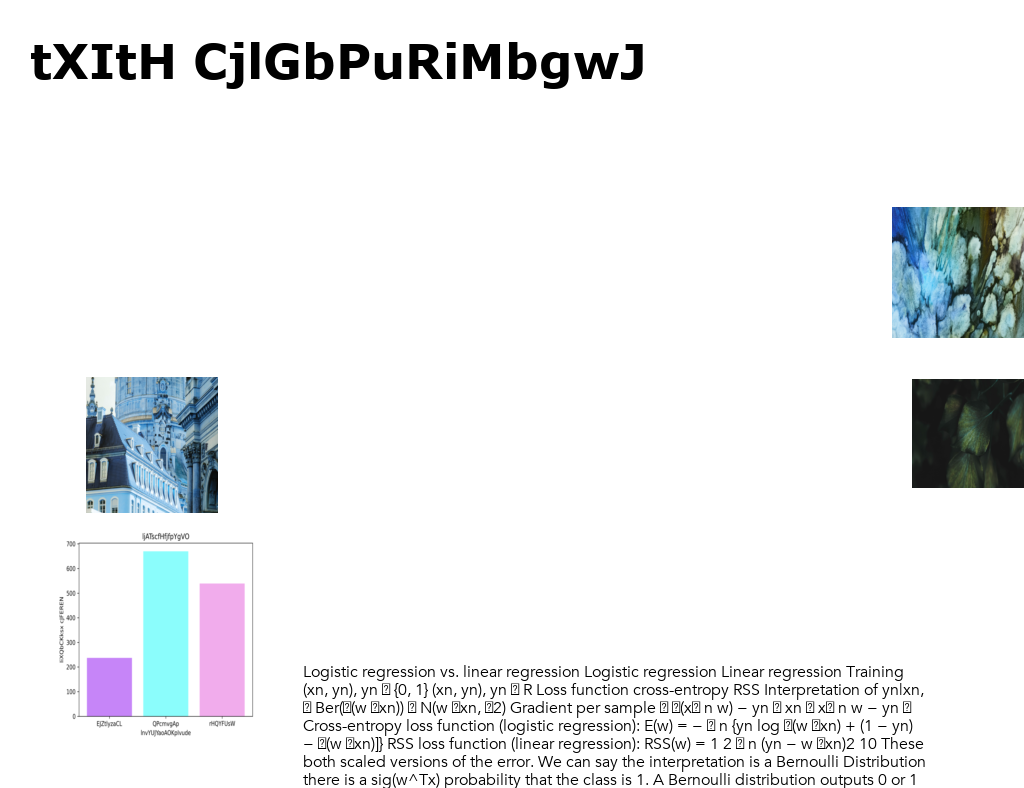 tXItH CjlGbPuRiMbgwJ
IjATscfHfjfpYgVO
700
600
500
400
300
200
100
0
EjZtIyzaCL QPcmvgAp rHQYFUsW
InvYUJYaoAOKpivude
Logistic regression vs. linear regression Logistic regression Linear regression Training
(xn, yn), yn {0, 1} (xn, yn), yn R Loss function cross-entropy RSS Interpretation of yn|xn,
Ber( (w xn)) N(w xn, 2) Gradient per sample (x n w) − yn xn x n w − yn
Cross-entropy loss function (logistic regression): E(w) = − n {yn log (w xn) + (1 − yn)
− (w xn)]} RSS loss function (linear regression): RSS(w) = 1 2 n (yn − w xn)2 10 These
both scaled versions of the error. We can say the interpretation is a Bernoulli Distribution
there is a sig(w^Tx) probability that the class is 1. A Bernoulli distribution outputs 0 or 1